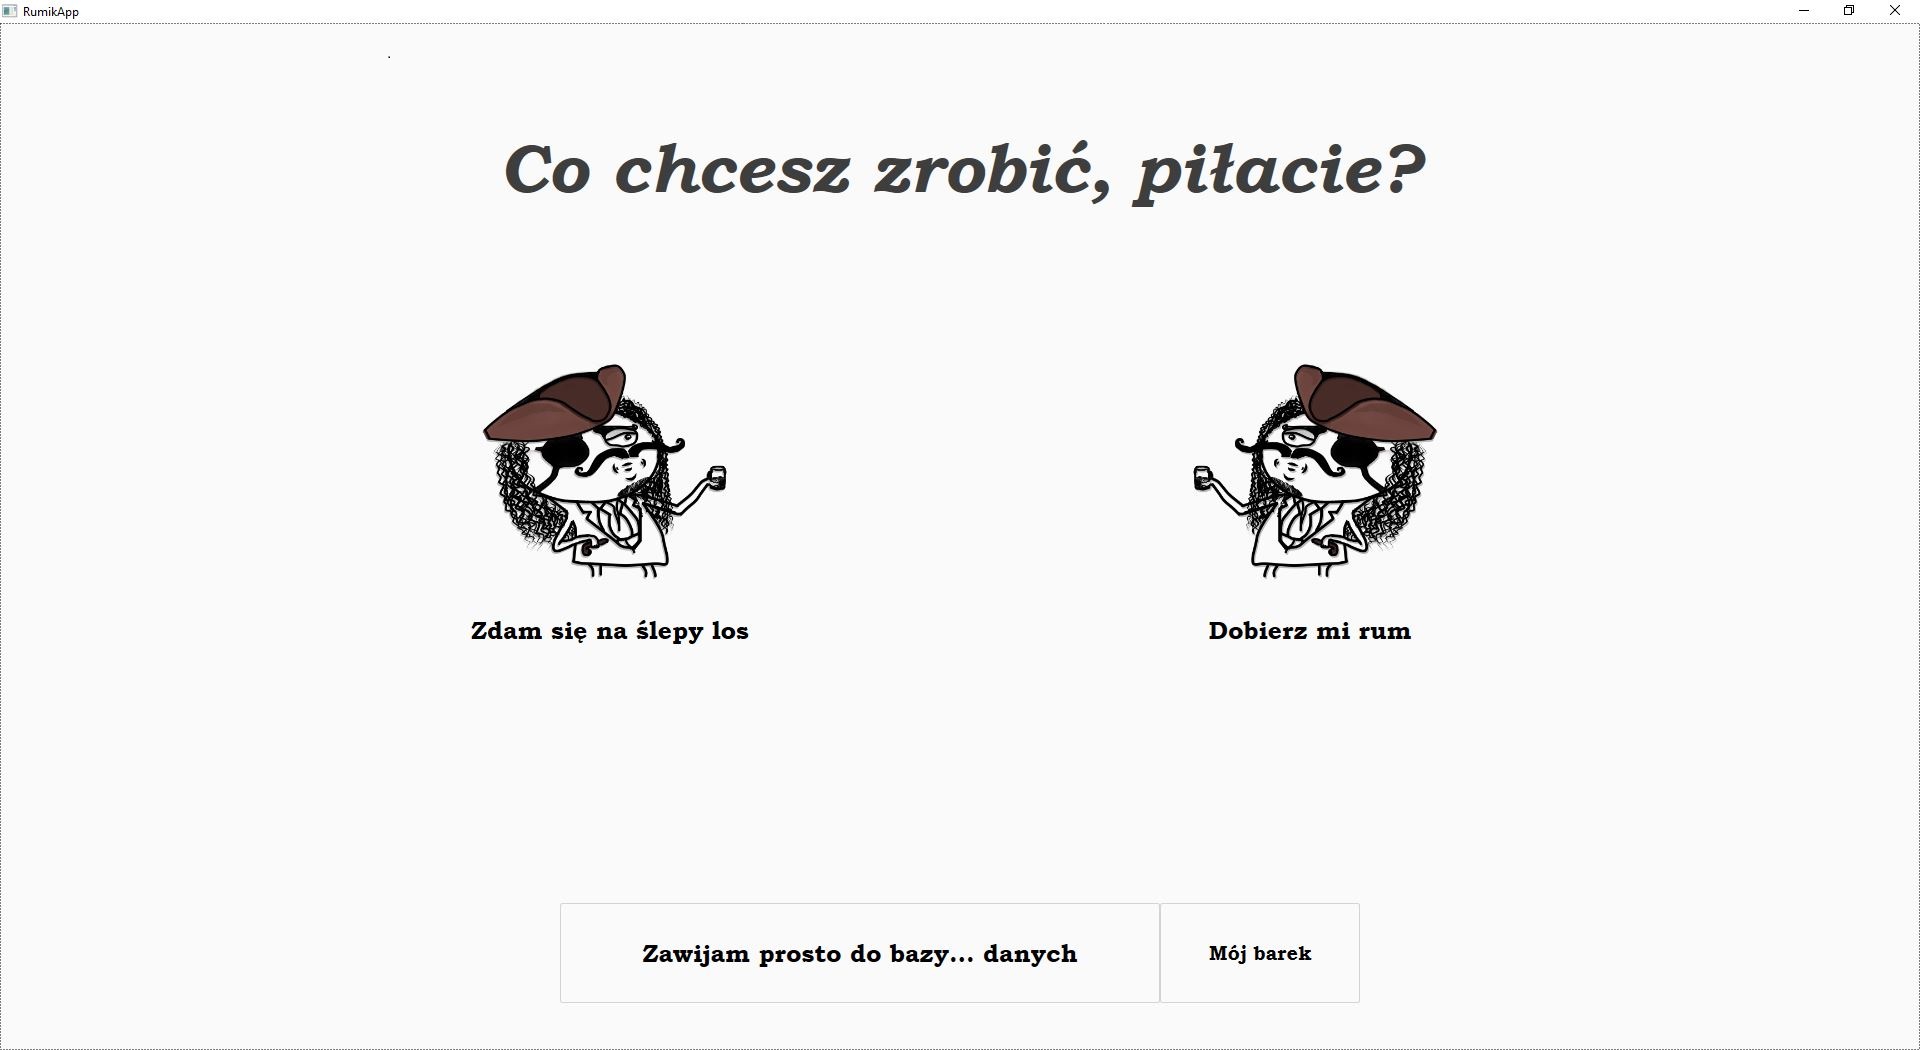 RumikApp
Co chcesz zrobić, piłacie?
Zdam się na ślepy los
Dobierz mi rum
Zawijam prosto do bazy... danych
Mój barek